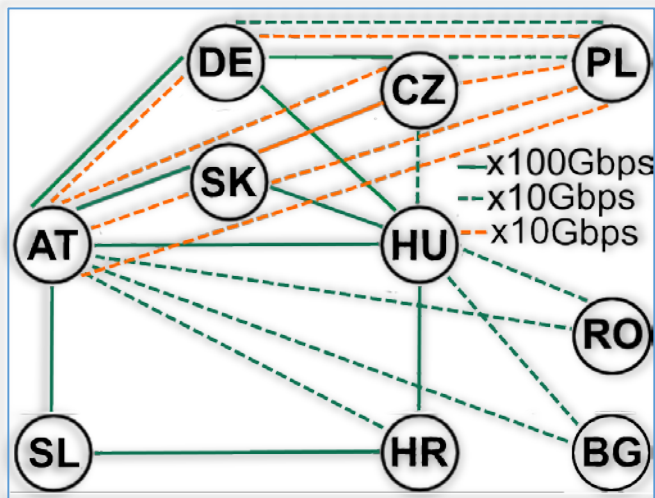 DE
PL
CZ
x100Gbps
SK
x10Gbps
AT
HU
x10Gbps
RO
SL
HR
BG